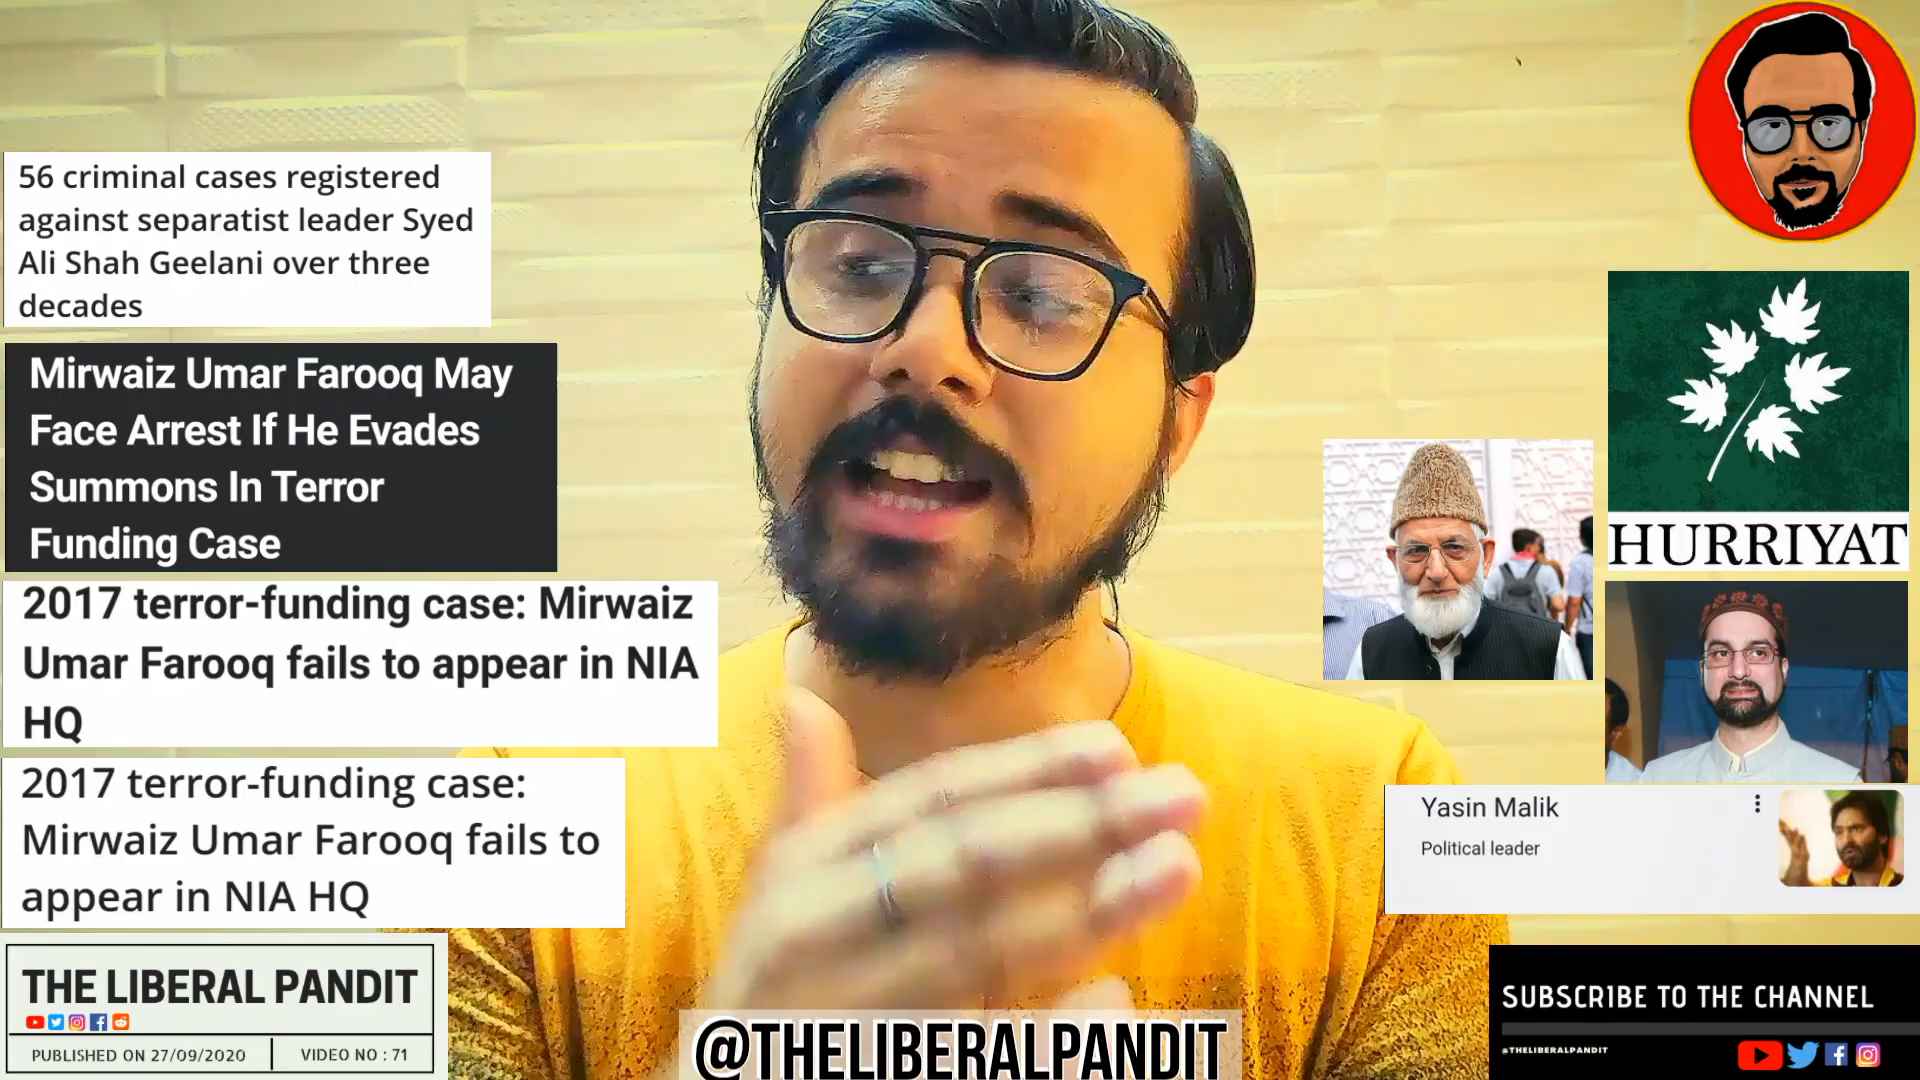 56 criminal cases registered
against separatist leader Syed
Ali Shah Geelani over three
decades
Mirwaiz Umar Farooq May
Face Arrest If He Evades
Summons In Terror
Funding Case
2017 terror-funding case: Mirwaiz
Umar Farooq fails to appear in NIA
HQ
2017 terror-funding case:
Mirwaiz Umar Farooq fails to
appear in NIA HQ
THE LIBERAL PANDIT
PUBLISHED ON 27/09/2020
VIDEO NO : 71
@THELIBERALPANDIT
HURRIYAT
Yasin Malik
Political leader
SUBSCRIBE TO THE CHANNEL
@THELIBERALPANDIT